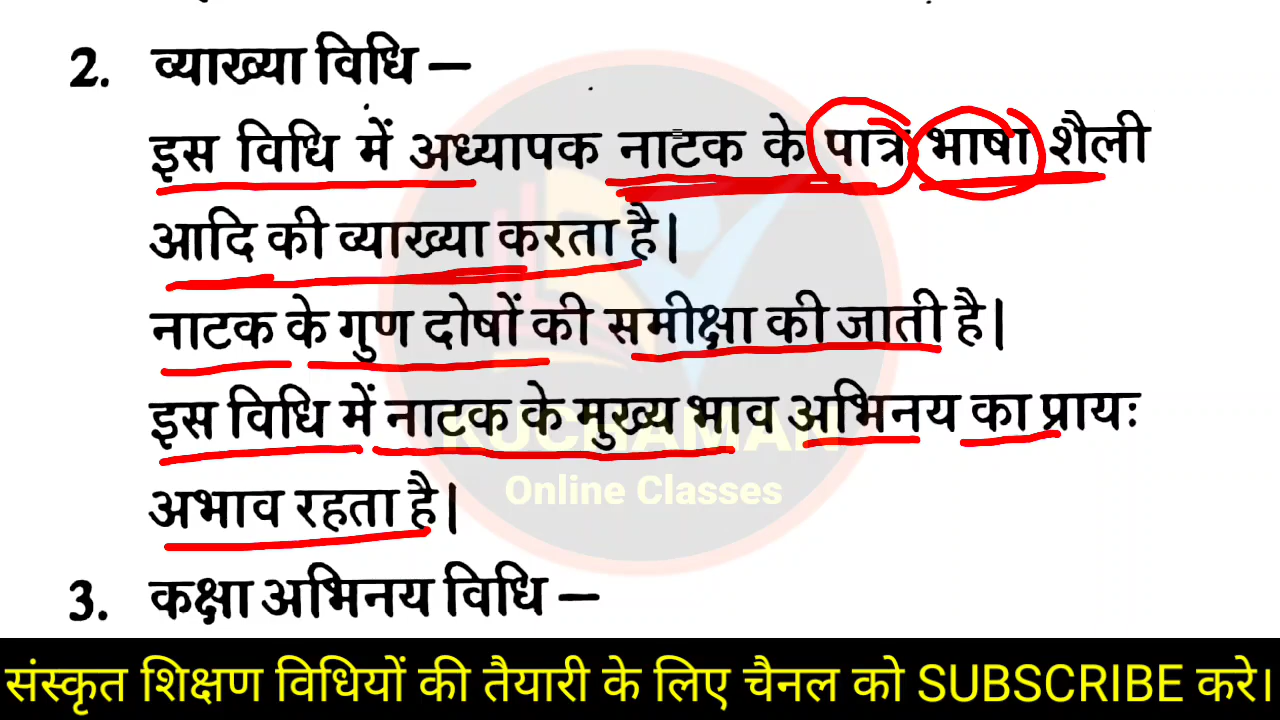 2. व्याख्या विधि –
इस विधि में अध्यापक नाटक के पात्र भाषा शैली
आदि की व्याख्या करता है|
नाटक के गुण दोषों की समीक्षा की जाती है|
इस विधि में नाटक के मुख्य भाव अभिनय का प्रायः
KUCHAMAN
अभाव रहता है|
Online Classes
3. कक्षा अभिनय विधि –
संस्कृत शिक्षण विधियों की तैयारी के लिए चैनल को SUBSCRIBE करे।